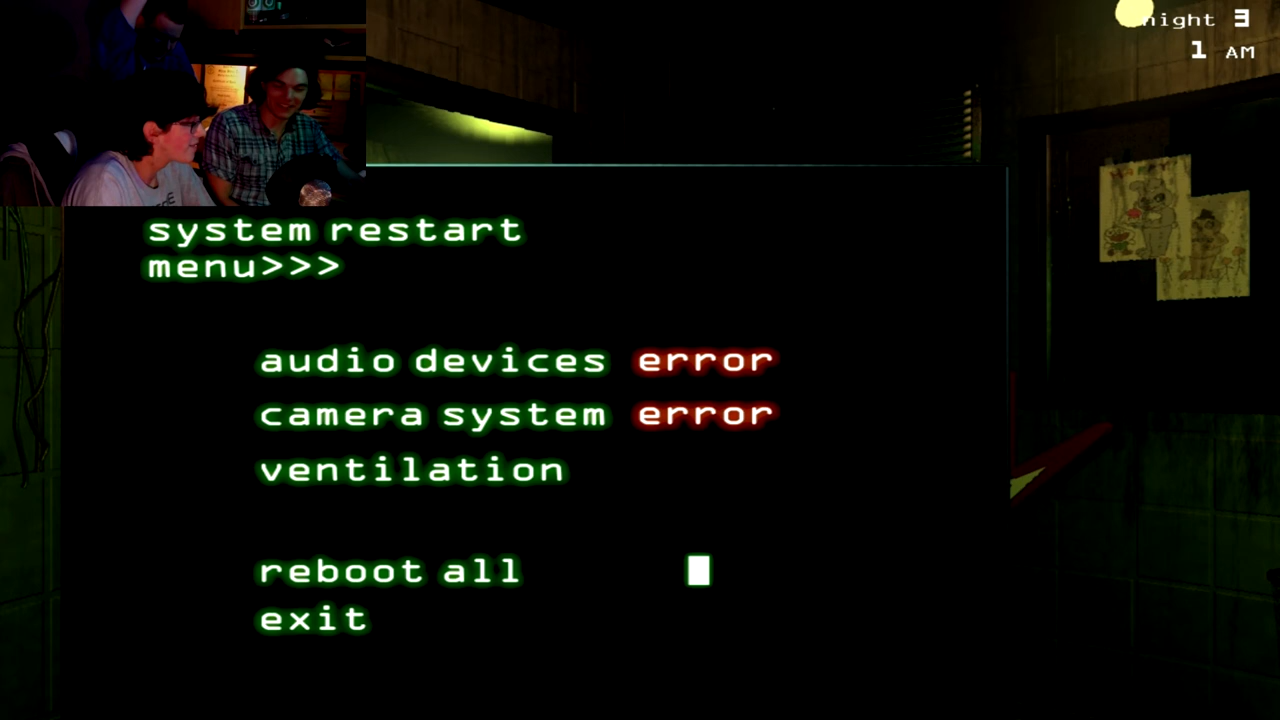 night 3
1 AM
system restart
menu>>>
audio devices error
camera system error
ventilation
reboot all
exit